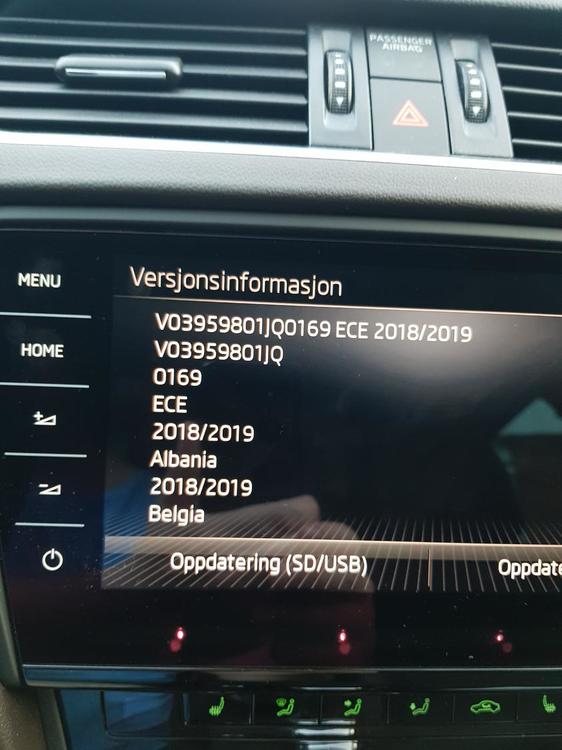 PASSENGER
AIRBAG
MENU
Versjonsinformasjon
V03959801JQ0169 ECE 2018/2019
HOME
V03959801JQ
0169
ECE
2018/2019
Albania
2018/2019
Belgia
Oppdatering (SD/USB)
Oppdate